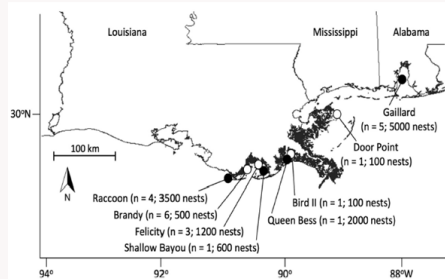 Louisiana
Mississippi
Alabama
30°N
Gaillard
(n = 5; 5000 nests)
Door Point
(n = 1; 100 nests)
100 km
N
Raccoon (n = 4; 3500 nests)
Brandy (n = 6; 500 nests)
Felicity (n = 3; 1200 nests)
Shallow Bayou (n = 1; 600 nests)
Bird II (n = 1; 100 nests)
Queen Bess (n = 1; 2000 nests)
94°
92°
90°
88°W